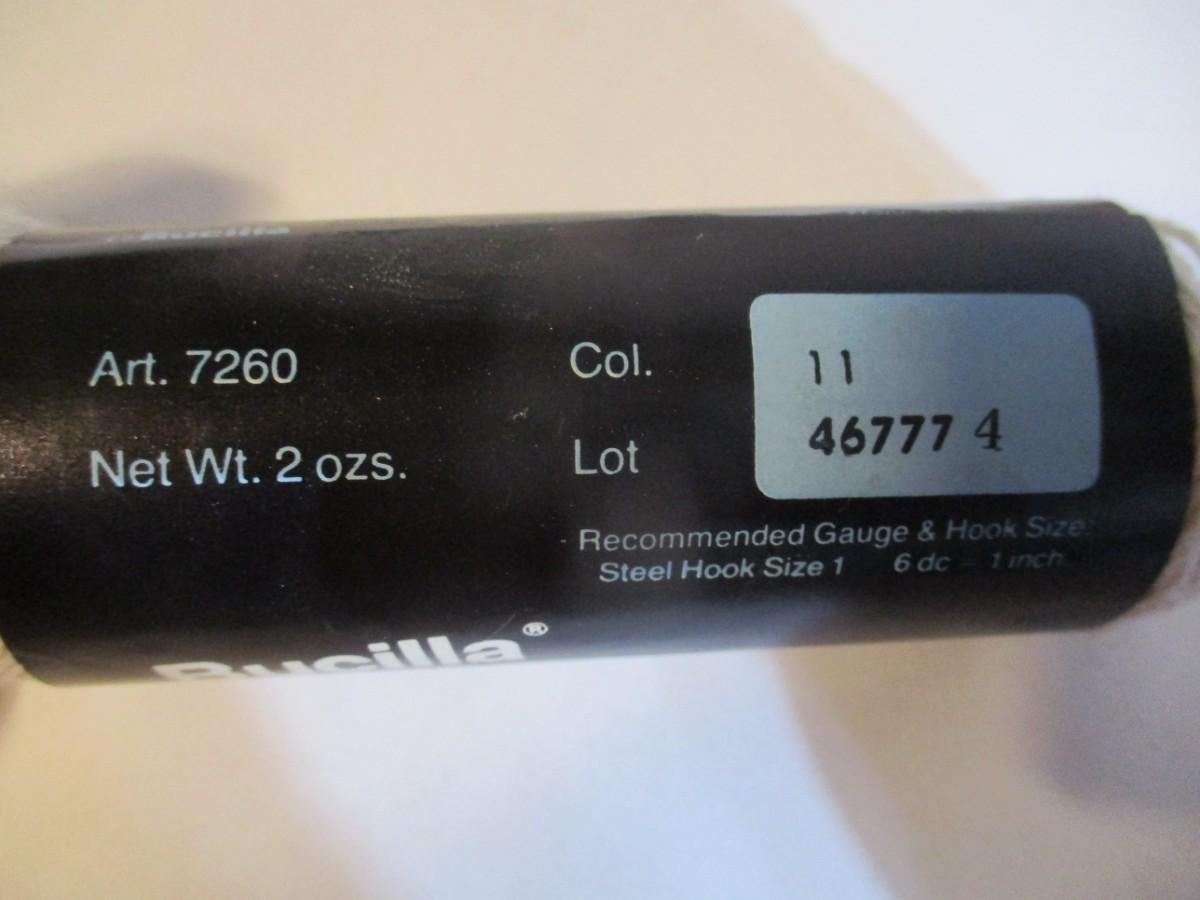 Bucilla
Art. 7260
Col. 11
Net Wt. 2 ozs.
Lot 46777 4
Recommended Gauge & Hook Size:
Steel Hook Size 1 6 dc – 1 inch.
Bucilla®